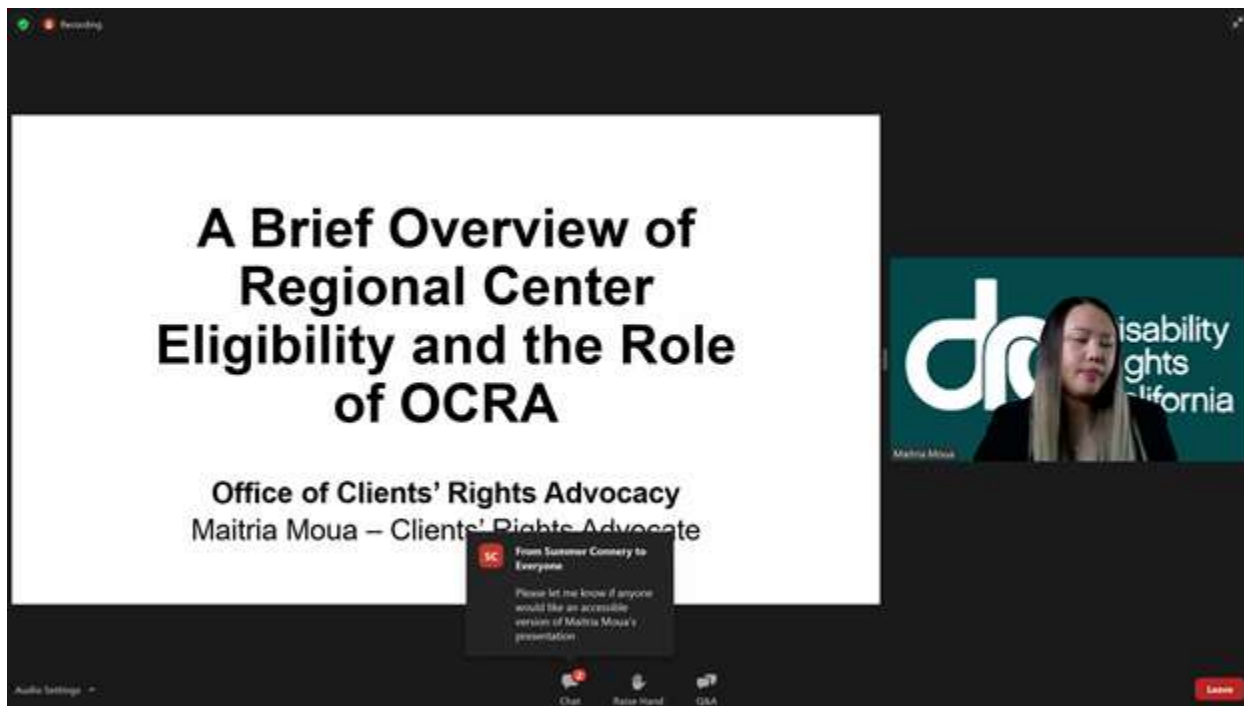 Recording
A Brief Overview of
Regional Center
Eligibility and the Role
of OCRA
Office of Clients’ Rights Advocacy
Maitria Moua – Clients’ Rights Advocate
isability
ghts
lifornia
Maitria Moua
SC
From Summer Connery to
Everyone
Please let me know if anyone
would like an accessible
version of Maitria Moua's
presentation
Audio Settings
2
Chat
Raise Hand
Q&A
Leave